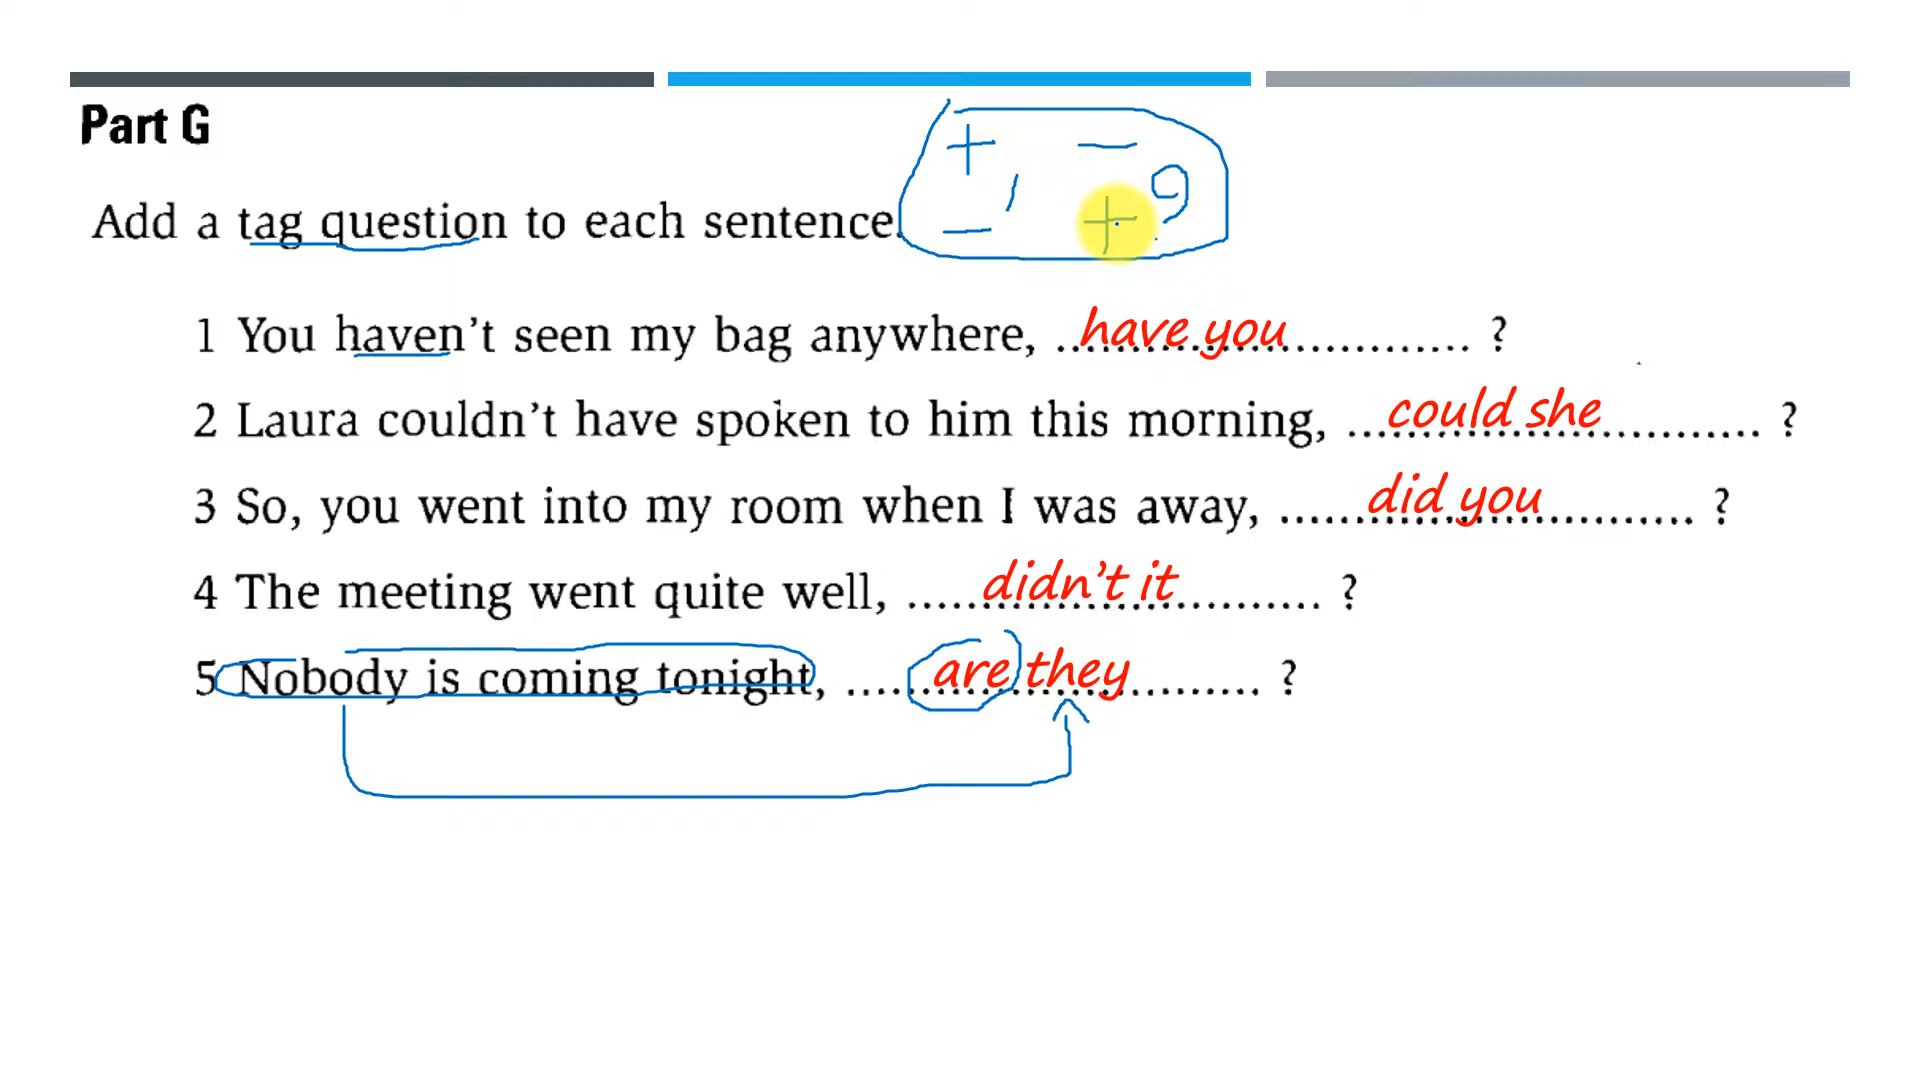 Part G
Add a tag question to each sentence.
+ –
, ?
– +
1 You haven't seen my bag anywhere, ...have you............ ?
2 Laura couldn't have spoken to him this morning, ...could she............ ?
3 So, you went into my room when I was away, ......did you............ ?
4 The meeting went quite well, ......didn't it............ ?
5 Nobody is coming tonight, ......are they............ ?